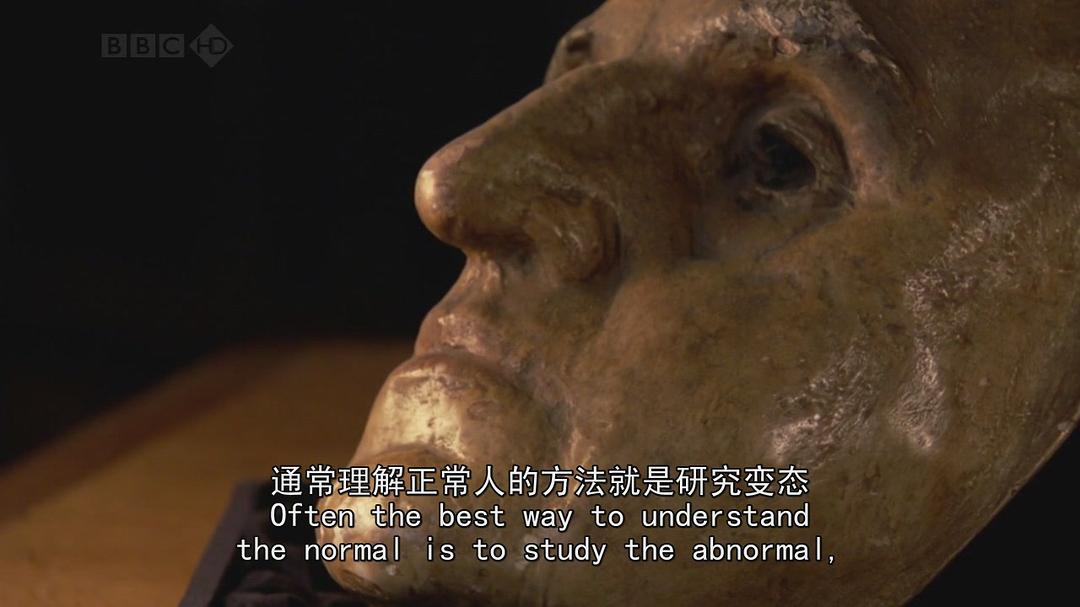 BBC HD
通常理解正常人的方法就是研究变态
Often the best way to understand
the normal is to study the abnormal,